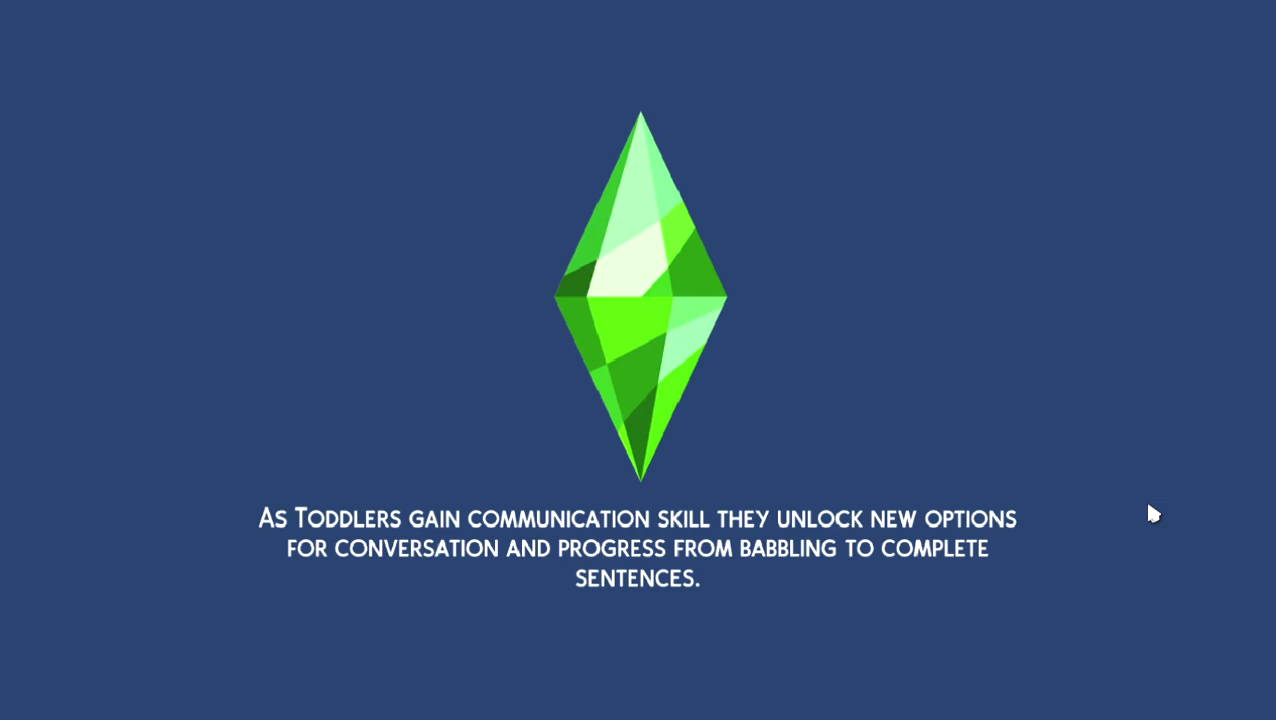 As Toddlers gain communication skill they unlock new options
for conversation and progress from babbling to complete
sentences.